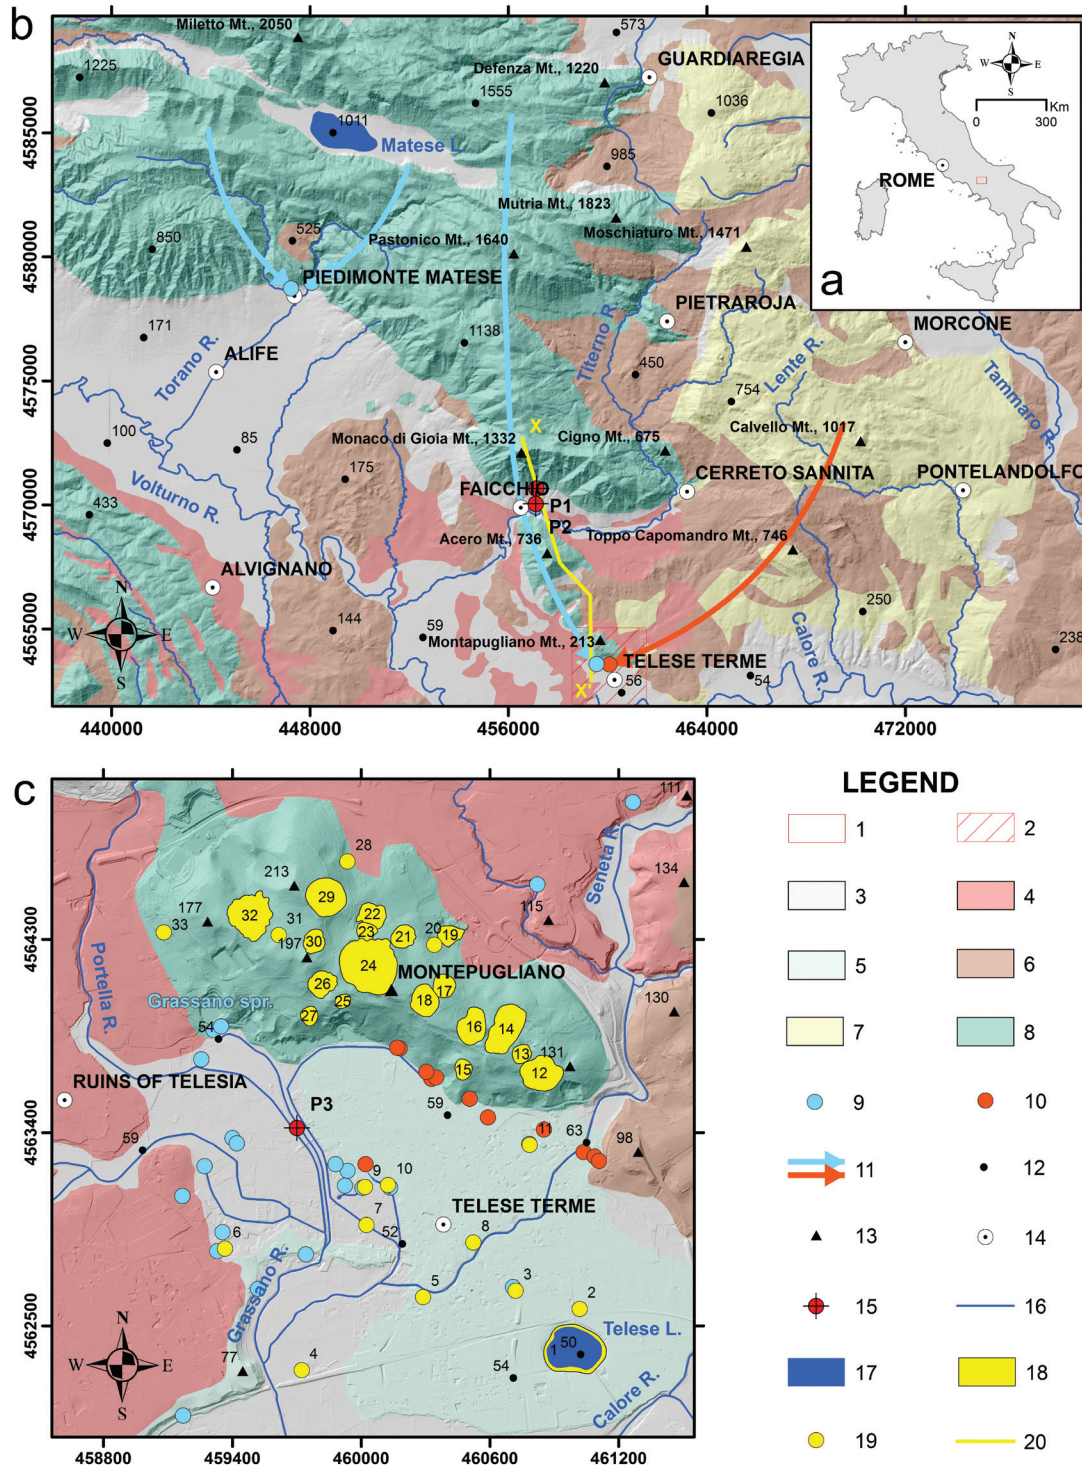 b
Miletto Mt., 2050
573
GUARDIAREGIA
1225
Defenza Mt., 1220
1555
1036
1011
Matese L.
985
Mutria Mt., 1823
Moschiaturo Mt., 1471
850
525
Pastonico Mt., 1640
PIEDIMONTE MATESE
PIETRAROJA
MORCONE
171
1138
ALIFE
Torano R.
Titerno R.
450
Lente R.
754
Tammaro R.
Calvello Mt., 1017
100
85
Monaco di Gioia Mt., 1332
X
Cigno Mt., 675
175
CERRETO SANNITA
PONTELANDOLFO
433
Volturno R.
FAICCHIO
P1
P2
Acero Mt., 736
Toppo Capomandro Mt., 746
ALVIGNANO
144
59
250
238
Montapugliano Mt., 213
Calore R.
TELESE TERME
X'
56
54
N
W
E
S
4585000
4580000
4575000
4570000
4565000
440000
448000
456000
464000
472000
N
W
E
S
Km
0
300
ROME
a
c
111
28
Seneta R.
134
213
29
177
32
22
115
33
31
23
20
19
197
30
21
24
MONTEPUGLIANO
Portella R.
26
17
18
130
Grassano spr.
25
27
16
14
54
13
131
15
12
RUINS OF TELESIA
P3
59
11
63
98
59
9
10
7
TELESE TERME
6
52
8
Grassano R.
5
3
2
Telese L.
1
50
4
77
54
Calore R.
N
W
E
S
4564300
4563400
4562500
458800
459400
460000
460600
461200
LEGEND
1
2
3
4
5
6
7
8
9
10
11
12
13
14
15
16
17
18
19
20